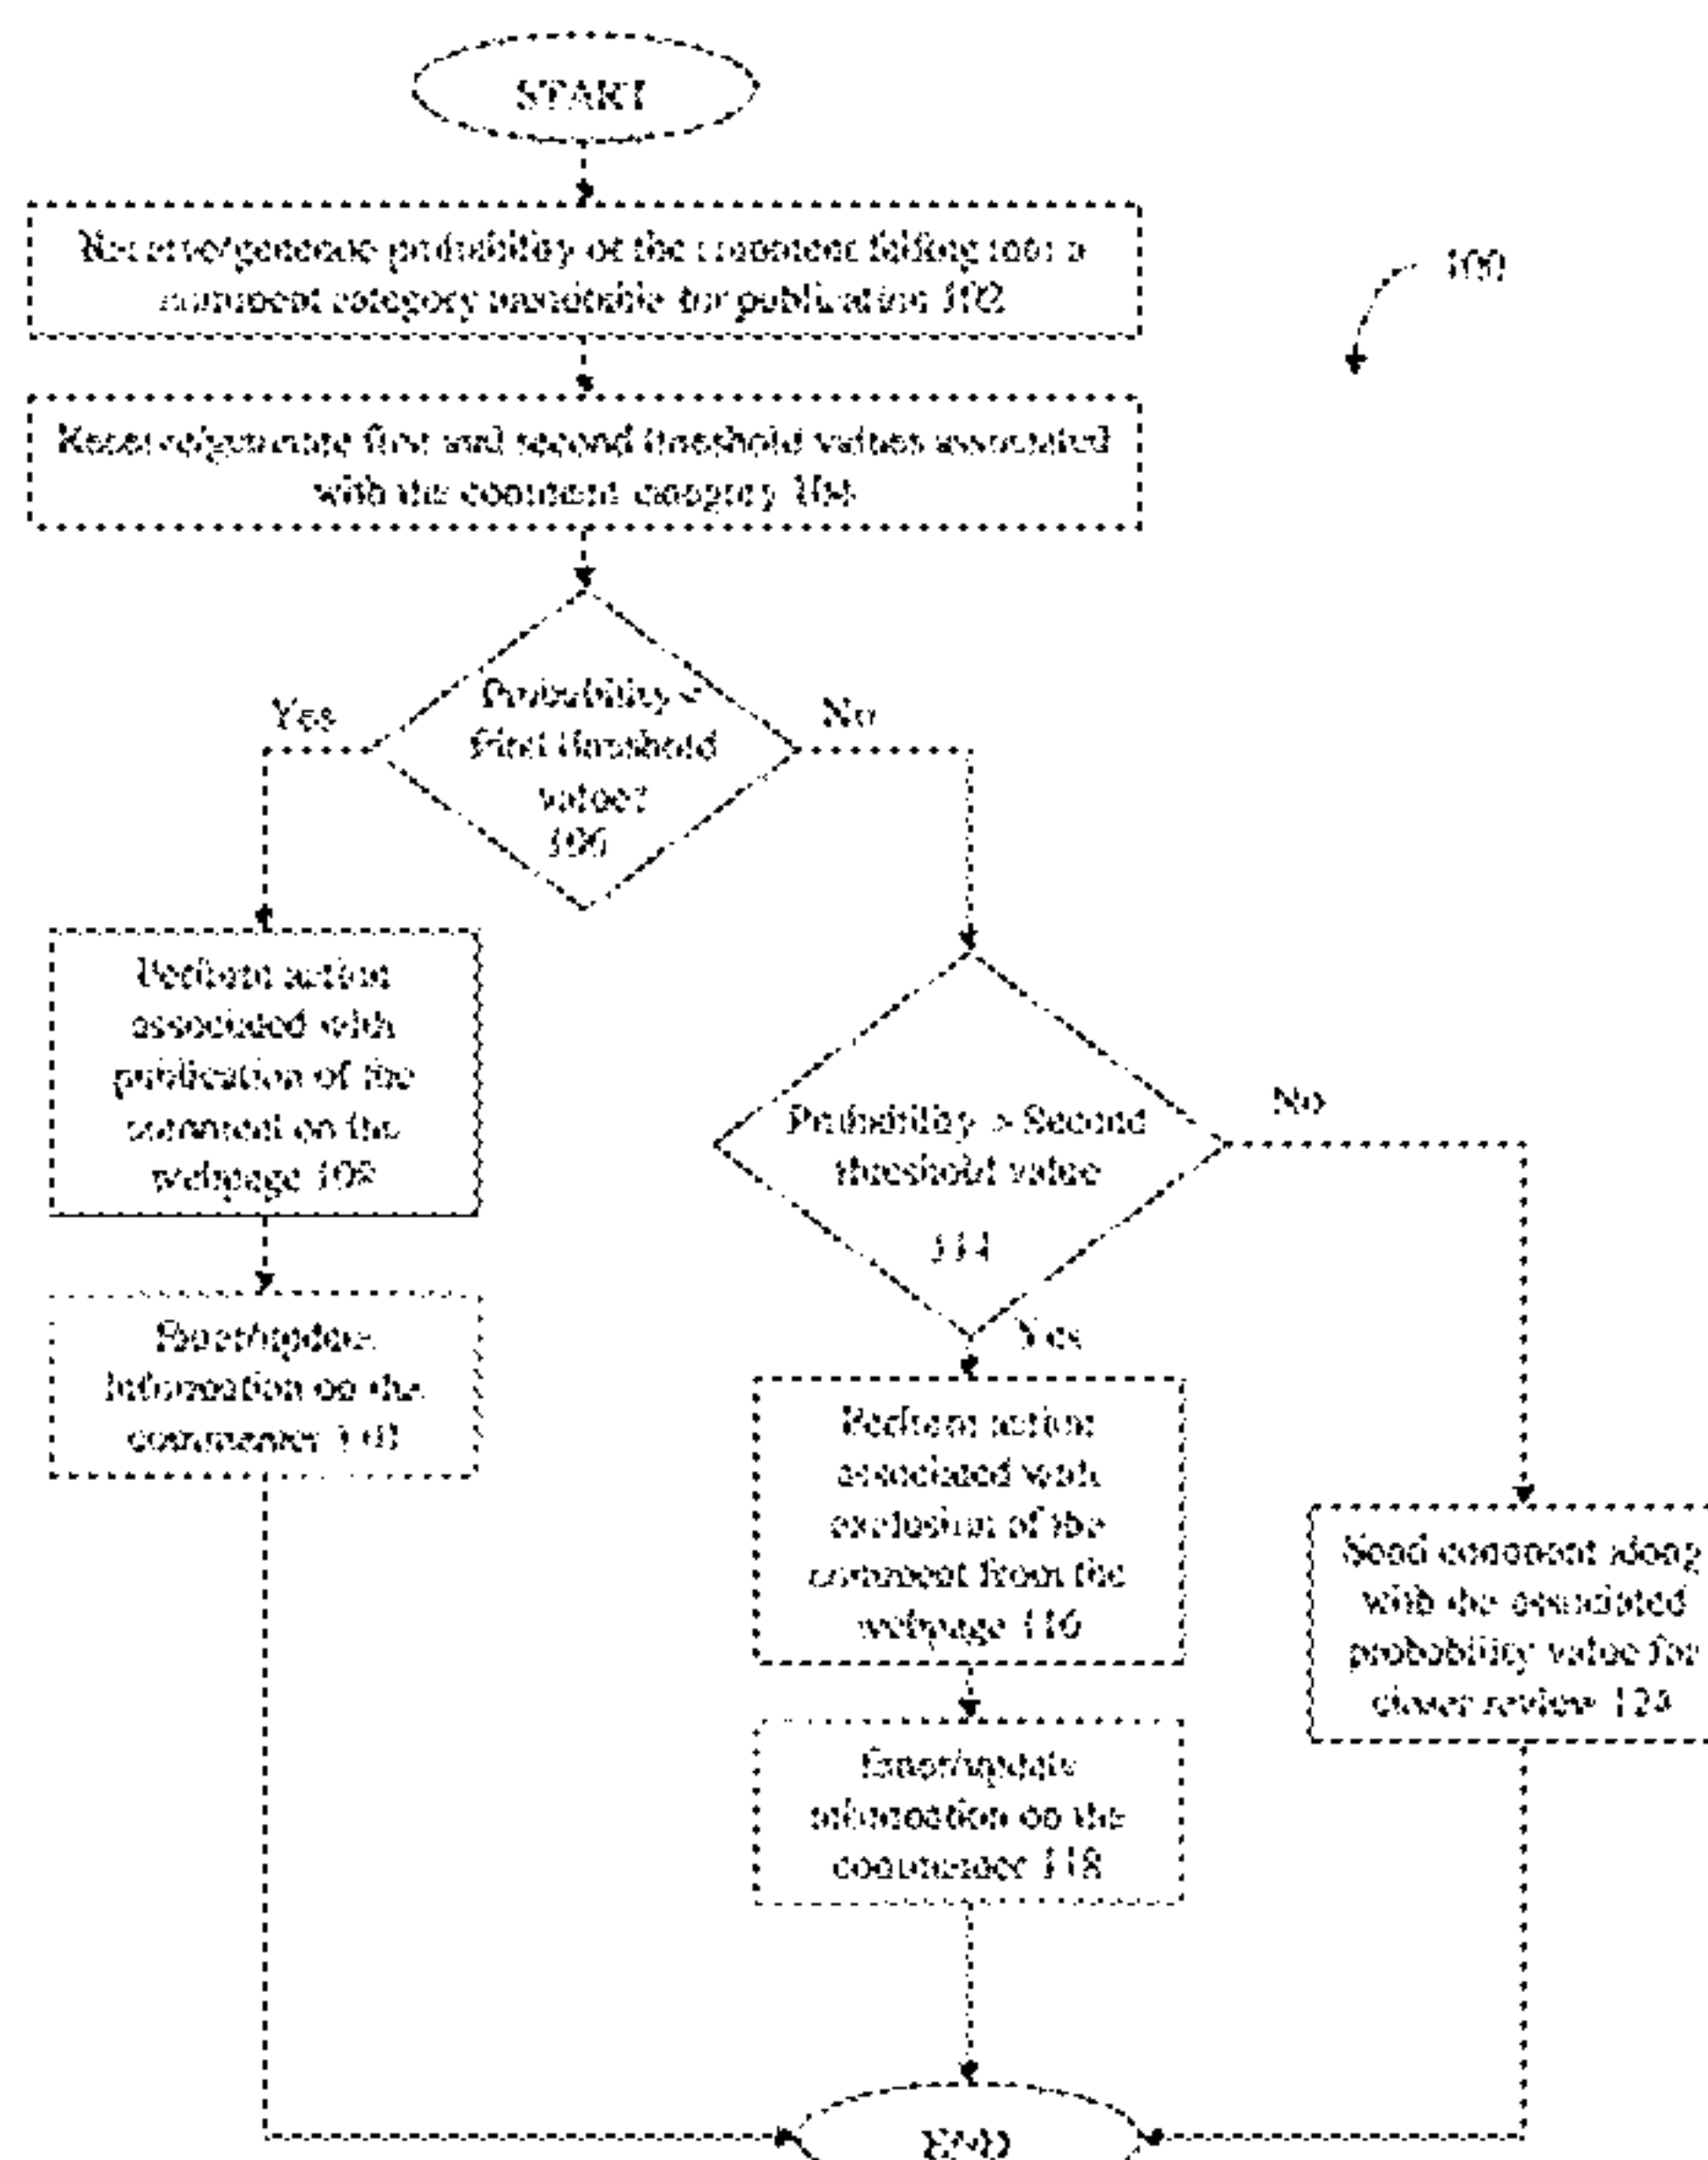 START
Receive/generate probability of the comment falling into a
comment category unsuitable for publication 102
100
Receive/generate first and second threshold values associated
with the comment category 104
Probability <
First threshold
value?
106
Yes
No
Perform action
associated with
publication of the
comment on the
webpage 108
Enter/update
information on the
commenter 110
Probability > Second
threshold value
114
No
Yes
Perform action
associated with
exclusion of the
comment from the
webpage 116
Enter/update
information on the
commenter 118
Send comment along
with the associated
probability value for
closer review 124
END